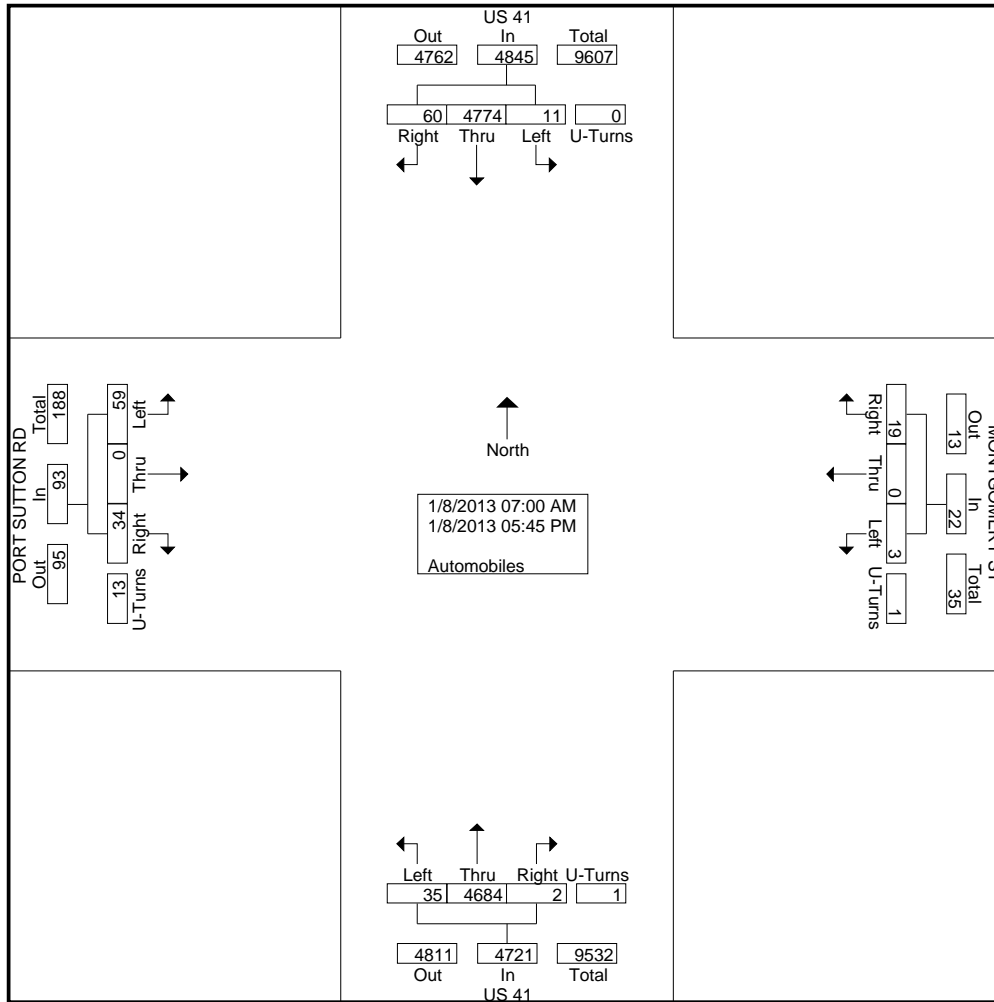 US 41
Out In Total
4762 4845 9607
60 4774 11 0
Right Thru Left U-Turns
PORT SUTTON RD
Total In Out
188 93 95
59 0 34 13
Left Thru Right U-Turns
North
1/8/2013 07:00 AM
1/8/2013 05:45 PM
Automobiles
Right Thru Left U-Turns
19 0 3 1
Out In Total
13 22 35
Left Thru Right U-Turns
35 4684 2 1
4811 4721 9532
Out In Total
US 41